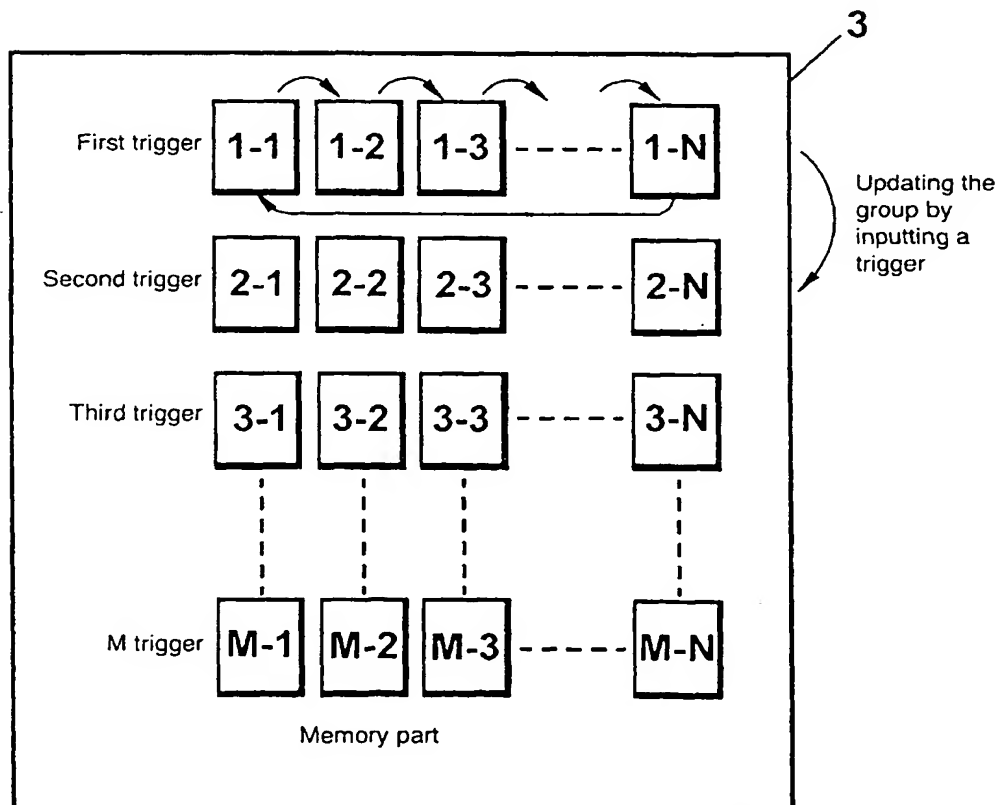 3
First trigger 1-1 1-2 1-3 1-N
Updating the
group by
inputting a
trigger
Second trigger 2-1 2-2 2-3 2-N
Third trigger 3-1 3-2 3-3 3-N
M trigger M-1 M-2 M-3 M-N
Memory part